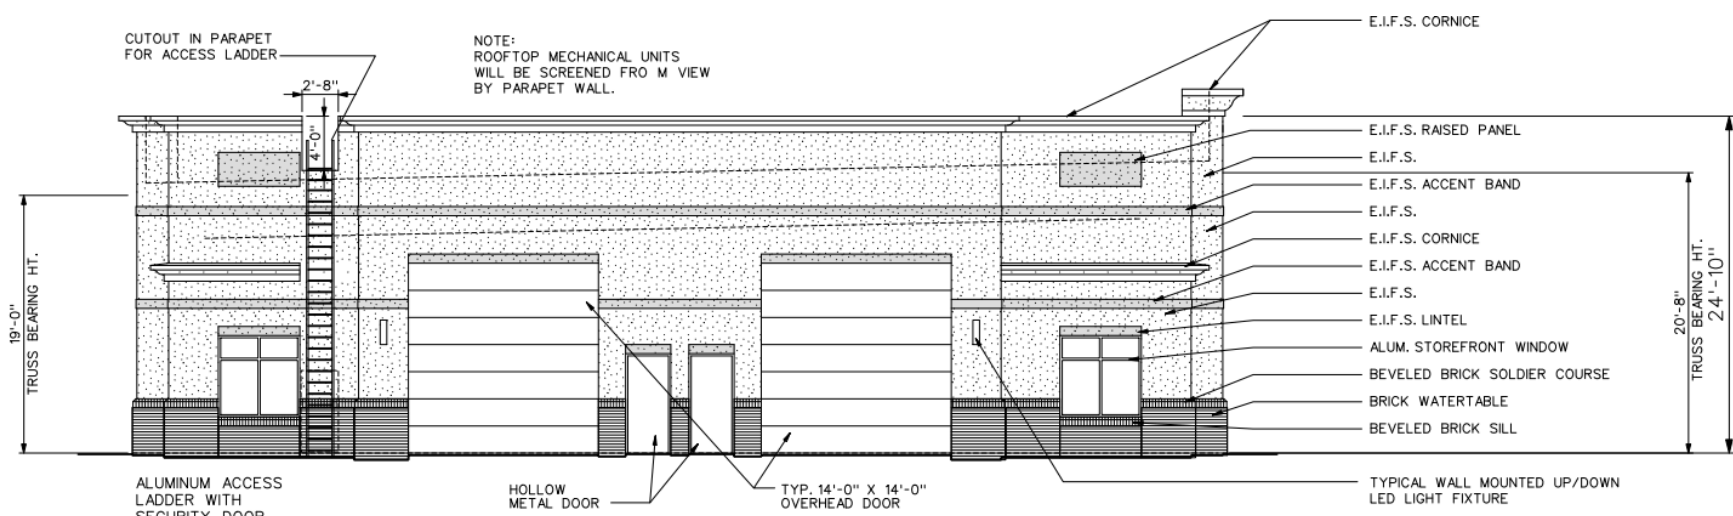 CUTOUT IN PARAPET
FOR ACCESS LADDER
NOTE:
ROOFTOP MECHANICAL UNITS
WILL BE SCREENED FRO M VIEW
BY PARAPET WALL.
2'-8"
4'-0"
19'-0"
TRUSS BEARING HT.
E.I.F.S. CORNICE
E.I.F.S. RAISED PANEL
E.I.F.S.
E.I.F.S. ACCENT BAND
E.I.F.S.
E.I.F.S. CORNICE
E.I.F.S. ACCENT BAND
E.I.F.S.
E.I.F.S. LINTEL
ALUM. STOREFRONT WINDOW
BEVELED BRICK SOLDIER COURSE
BRICK WATERTABLE
BEVELED BRICK SILL
20'-8"
TRUSS BEARING HT.
24'-10"
ALUMINUM ACCESS
LADDER WITH
SECURITY DOOR
HOLLOW
METAL DOOR
TYP. 14'-0" X 14'-0"
OVERHEAD DOOR
TYPICAL WALL MOUNTED UP/DOWN
LED LIGHT FIXTURE